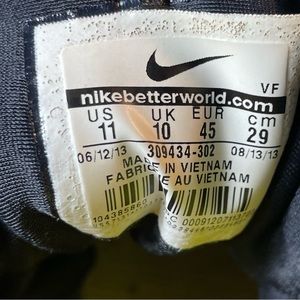 VF
nikebetterworld.com
US UK EUR cm
11 10 45 29
06/12/13 309434-302 08/13/13
MADE IN VIETNAM
FABRIQUE AU VIETNAM